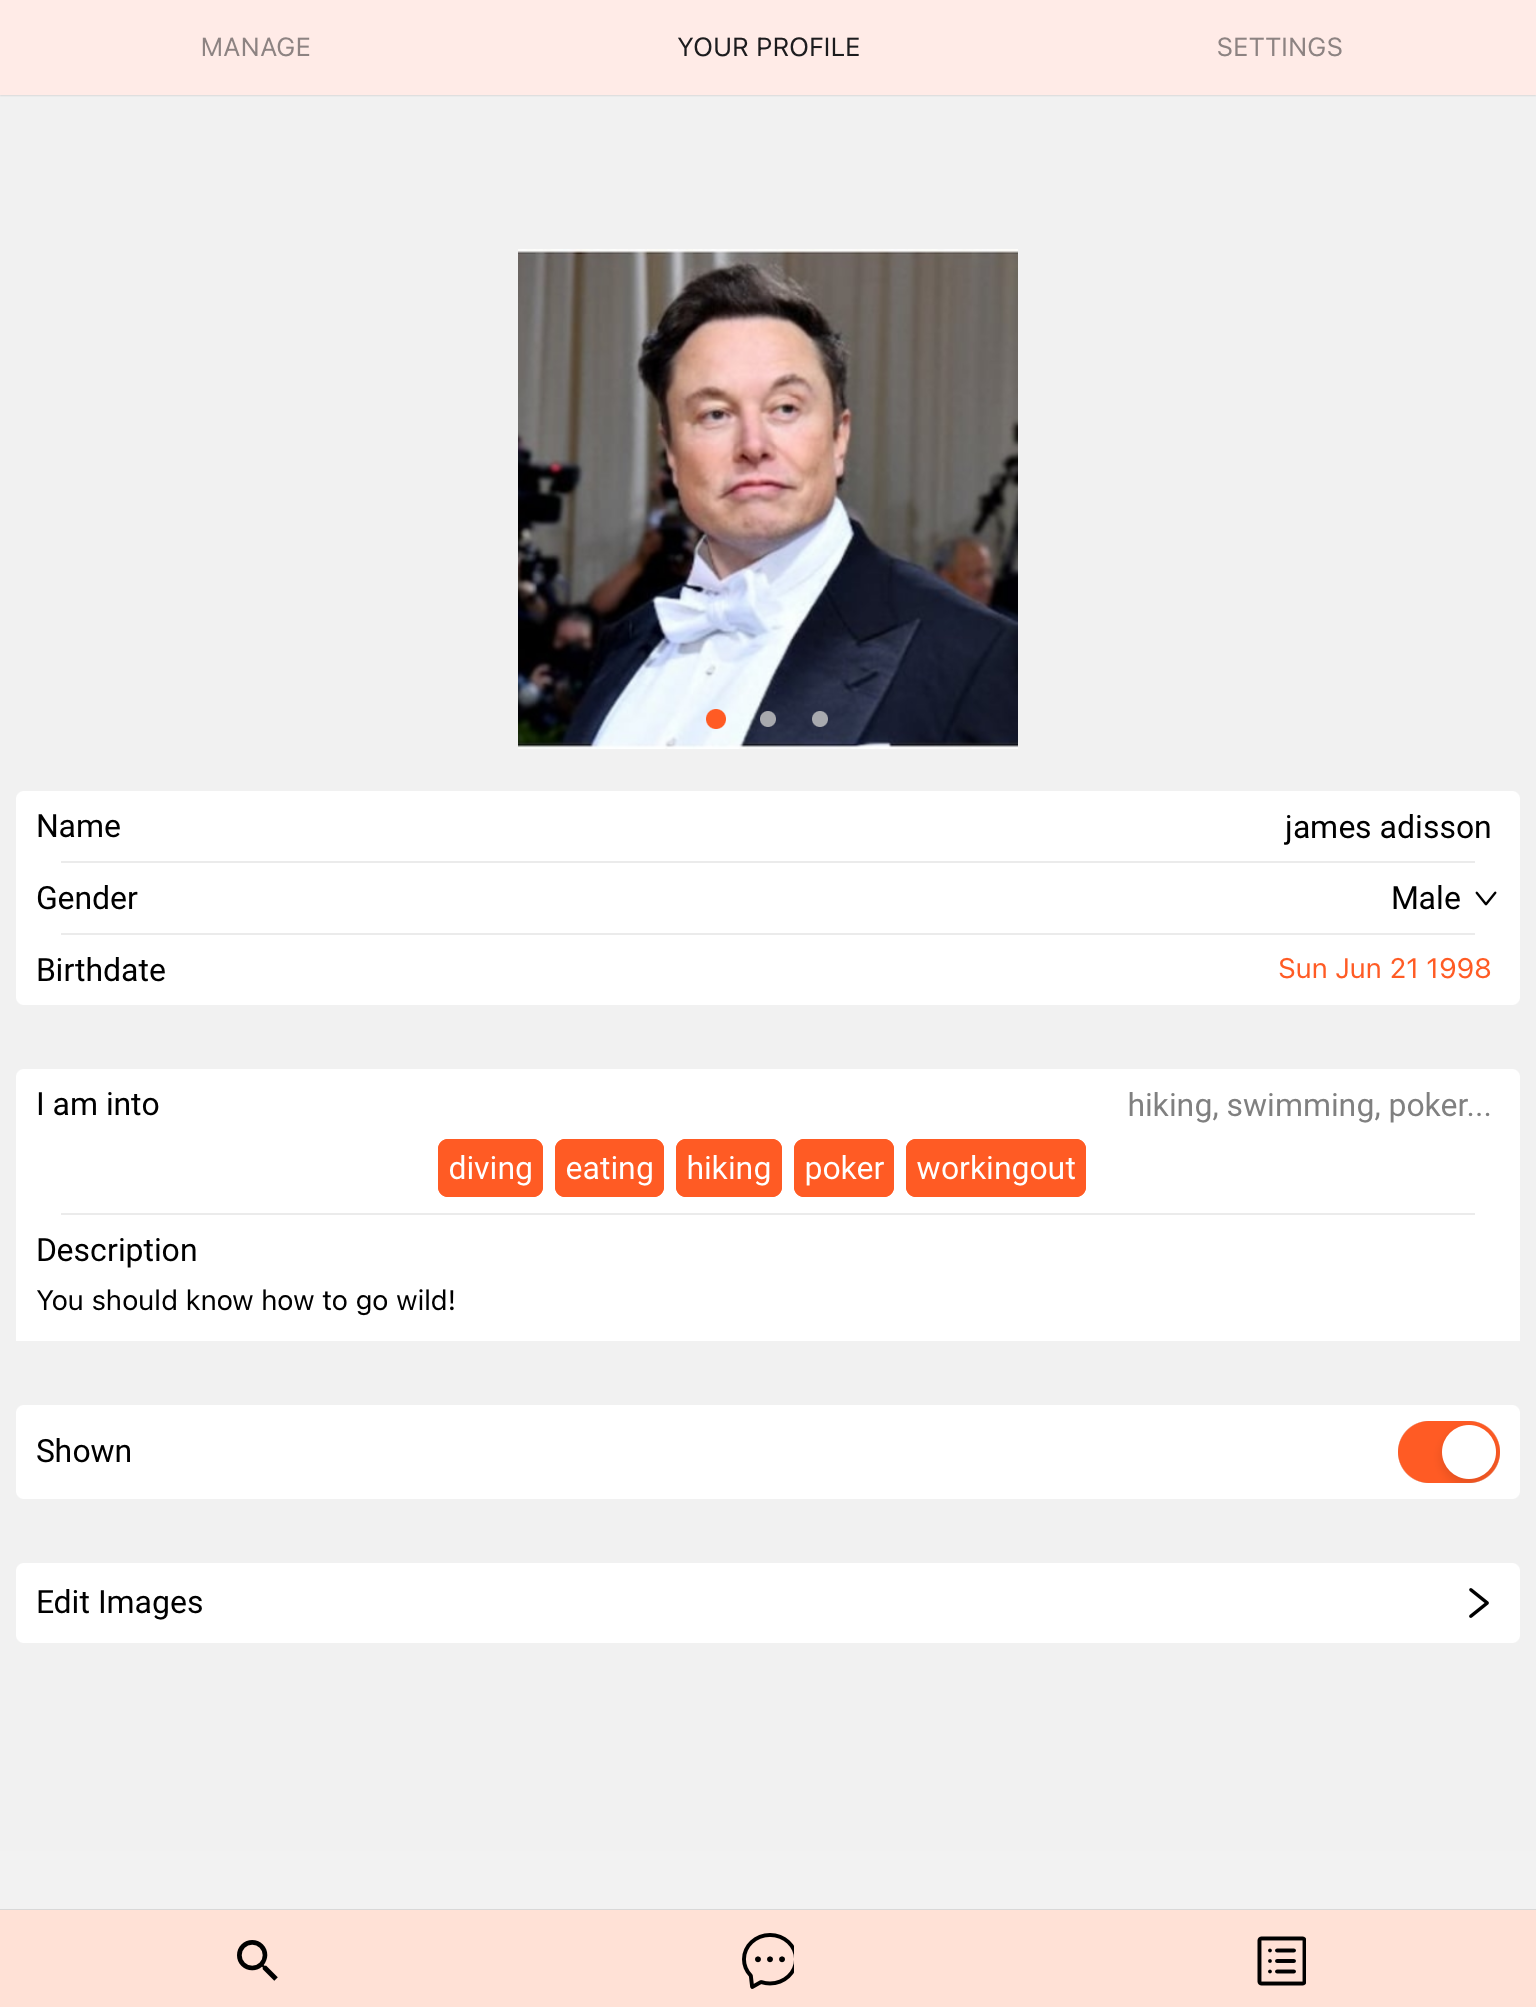 MANAGE YOUR PROFILE SETTINGS
Name james adisson
Gender Male
Birthdate Sun Jun 21 1998
I am into hiking, swimming, poker...
diving eating hiking poker workingout
Description
You should know how to go wild!
Shown
Edit Images